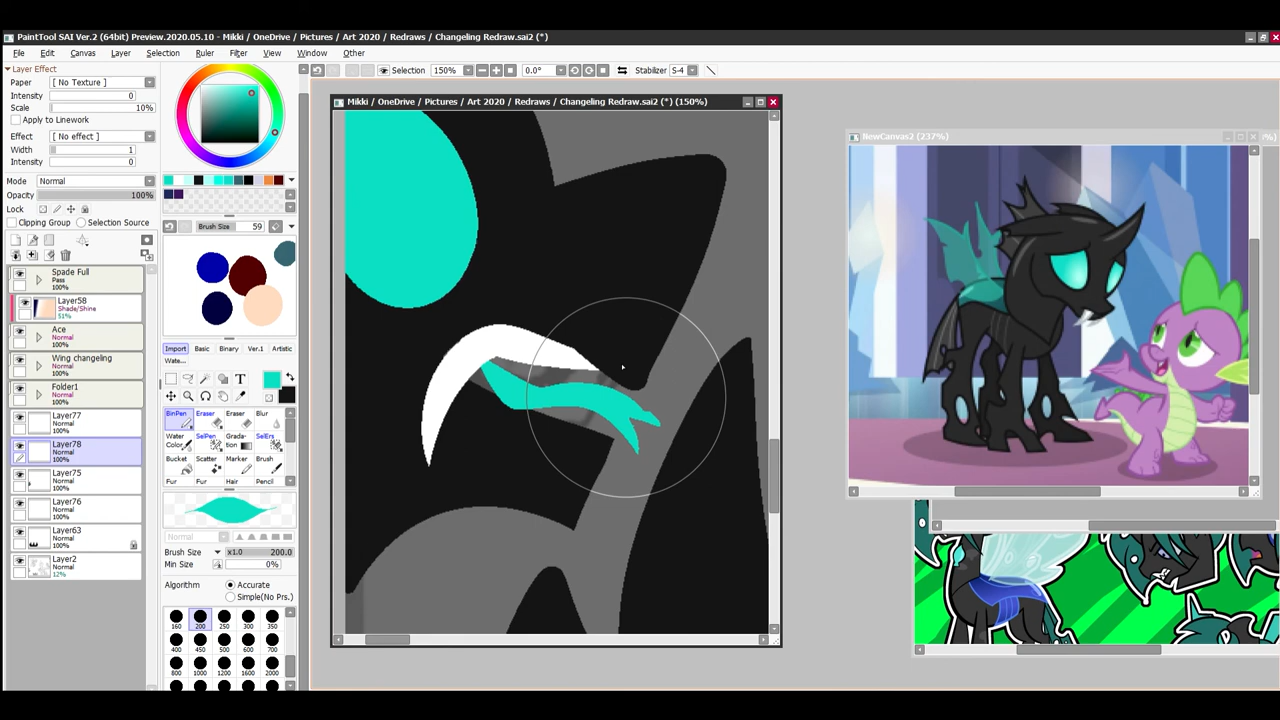 PaintTool SAI Ver.2 (64bit) Preview.2020.05.10 - Mikki / OneDrive / Pictures / Art 2020 / Redraws / Changeling Redraw.sai2 (*)
File Edit Canvas Layer Selection Ruler Filter View Window Other
Layer Effect
Paper [ No Texture ]
Intensity 0
Scale 10%
Apply to Linework
Effect [ No effect ]
Width 1
Intensity 0
Mode Normal
Opacity 100%
Lock
Clipping Group Selection Source
Spade Full
Pass
Layer58
Shade/Shine
51%
Ace
Normal
Wing changeling
Normal
Folder1
Normal
Layer77
Normal
100%
Layer78
Normal
100%
Layer75
Normal
100%
Layer76
Normal
100%
Layer63
Normal
100%
Layer2
Normal
12%
Brush Size 59
Import Basic Binary Ver.1 Artistic
Wate...
T
BinPen Eraser Eraser Blur
Water Color SelPen Grada-tion SelErs
Bucket Scatter Marker Brush
Fur Fur Hair Pencil
Normal
Brush Size x1.0 200.0
Min Size 0%
Algorithm Accurate
Simple(No Prs.)
160 200 250 300 350
400 450 500 600 700
800 1000 1200 1600 2000
Selection 150% 0.0° Stabilizer S-4
Mikki / OneDrive / Pictures / Art 2020 / Redraws / Changeling Redraw.sai2 (*) (150%)
NewCanvas2 (237%)